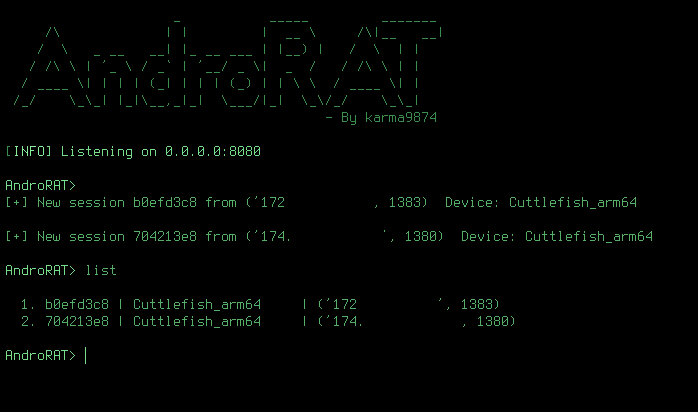 AndroRAT
- By karma9874
[INFO] Listening on 0.0.0.0:8080
AndroRAT>
[+] New session b0efd3c8 from ('172 , 1383) Device: Cuttlefish_arm64
[+] New session 704213e8 from ('174. ', 1380) Device: Cuttlefish_arm64
AndroRAT> list
1. b0efd3c8 | Cuttlefish_arm64 | ('172 ', 1383)
2. 704213e8 | Cuttlefish_arm64 | ('174. , 1380)
AndroRAT>